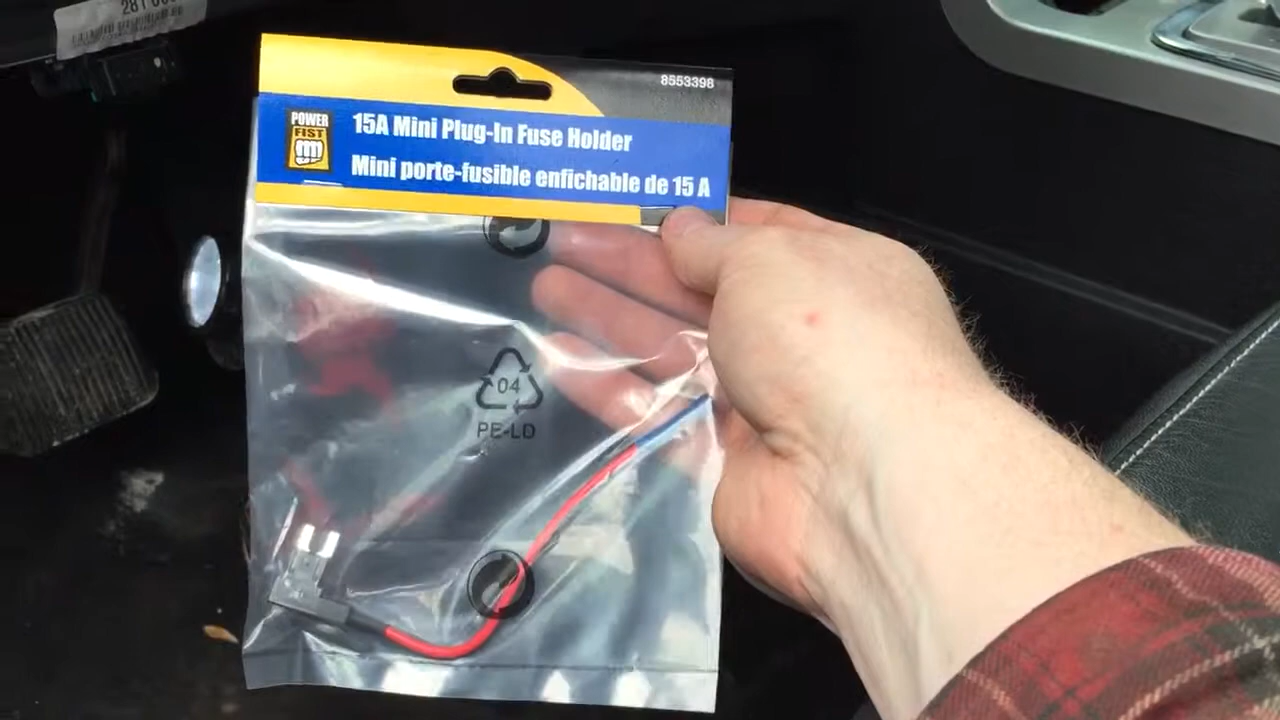 8553398
POWER
FIST
15A Mini Plug-In Fuse Holder
Mini porte-fusible enfichable de 15 A
04
PE-LD